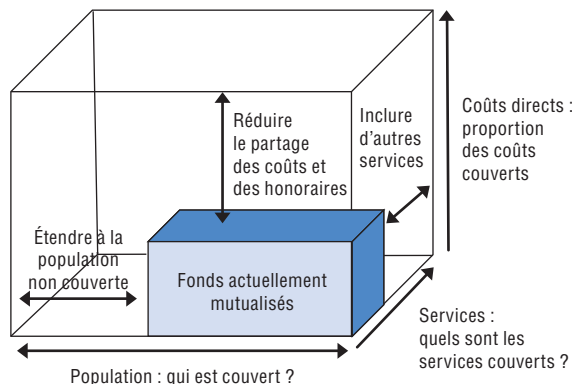 Réduire
le partage
des coûts et
des honoraires
Inclure
d'autres
services
Coûts directs :
proportion
des coûts
couverts
Étendre à la
population
non couverte
Fonds actuellement
mutualisés
Services :
quels sont les
services couverts ?
Population : qui est couvert ?